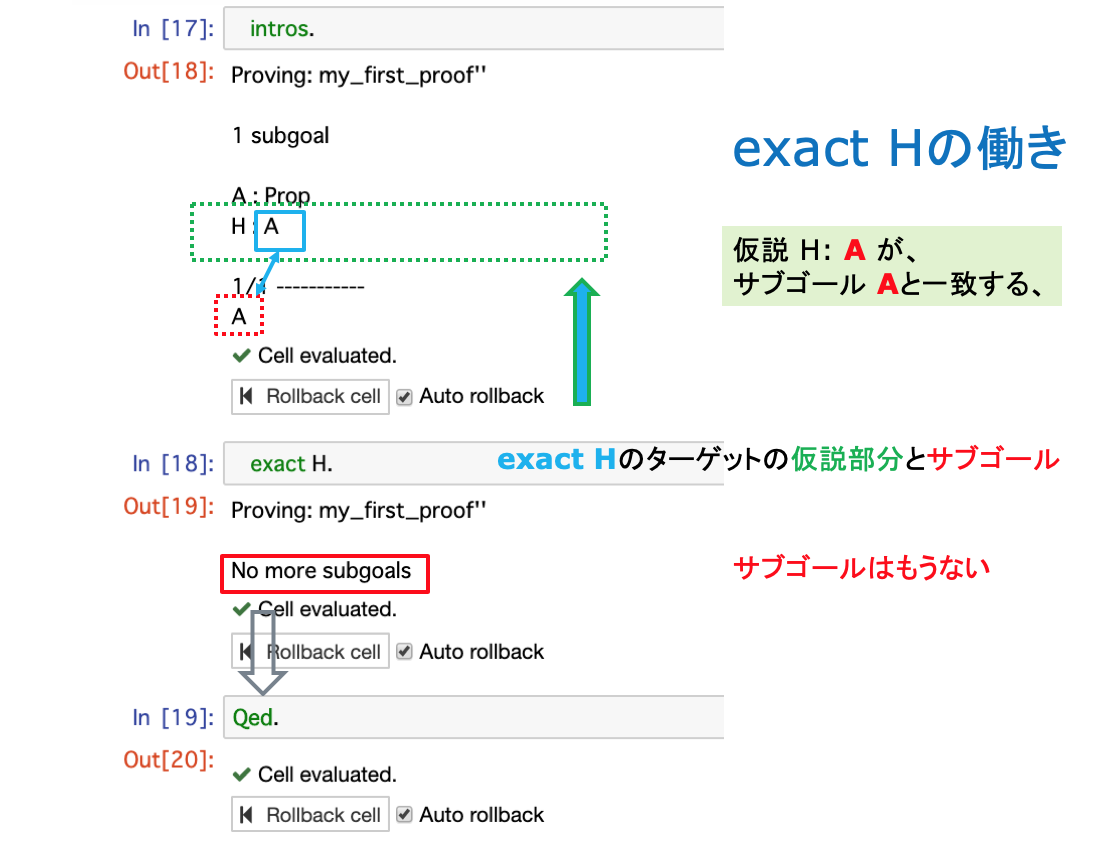 In [17]: intros.
Out[18]: Proving: my_first_proof''
1 subgoal
exact Hの働き
A : Prop
H : A
仮説 H: A が、
サブゴール Aと一致する、
1/1 -----------
A
✔ Cell evaluated.
Rollback cell Auto rollback
In [18]: exact H.
exact Hのターゲットの仮説部分とサブゴール
Out[19]: Proving: my_first_proof''
No more subgoals
サブゴールはもうない
✔ Cell evaluated.
Rollback cell Auto rollback
In [19]: Qed.
Out[20]:
✔ Cell evaluated.
Rollback cell Auto rollback